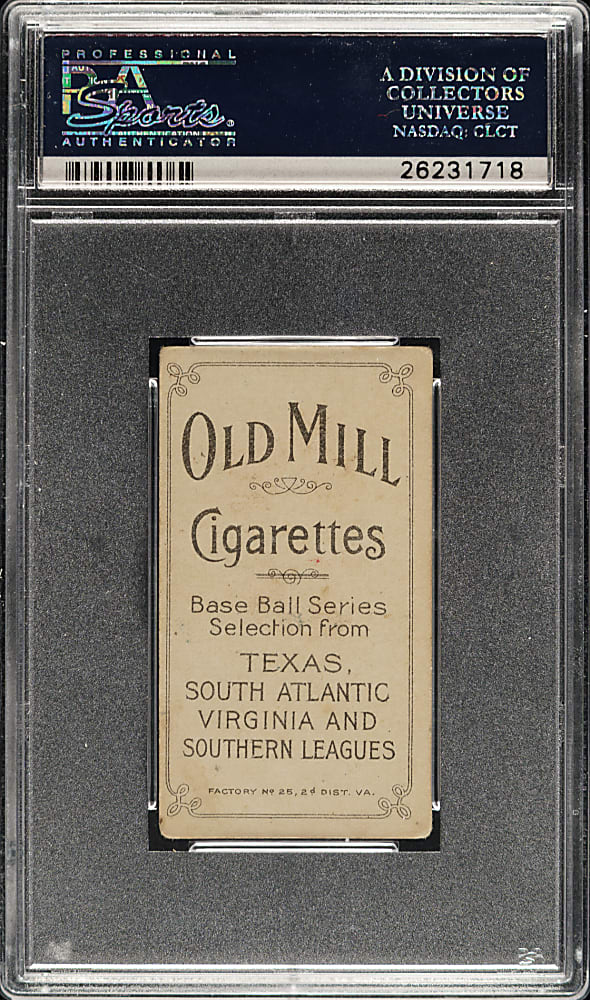 PROFESSIONAL
PSA
Sports®
AUTHENTICATOR
A DIVISION OF
COLLECTORS
UNIVERSE
NASDAQ: CLCT
26231718
OLD MILL
Cigarettes
Base Ball Series
Selection from
TEXAS,
SOUTH ATLANTIC
VIRGINIA AND
SOUTHERN LEAGUES
FACTORY Nº 25, 2d DIST. VA.